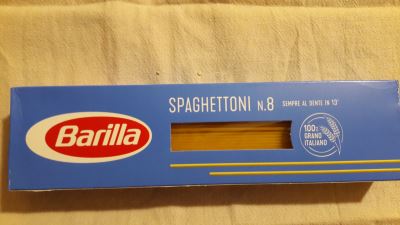 SPAGHETTONI N.8 SEMPRE AL DENTE IN 13'
Barilla
100%
GRANO
ITALIANO